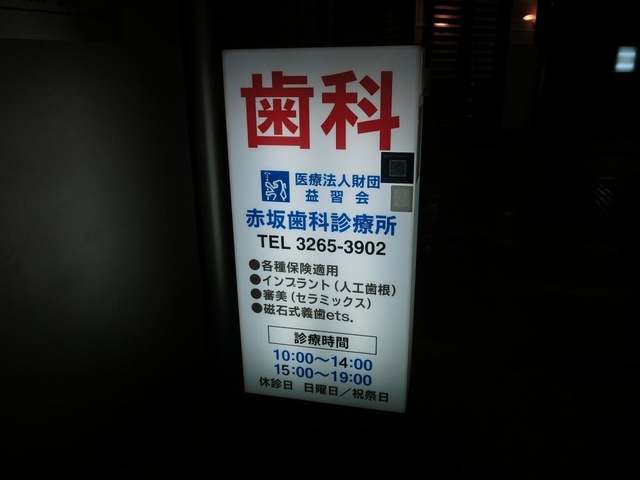 歯科
医療法人財団
益習会
赤坂歯科診療所
TEL 3265-3902
●各種保険適用
●インプラント(人工歯根)
●審美(セラミックス)
●磁石式義歯ets.
診療時間
10:00～14:00
15:00～19:00
休診日 日曜日／祝祭日